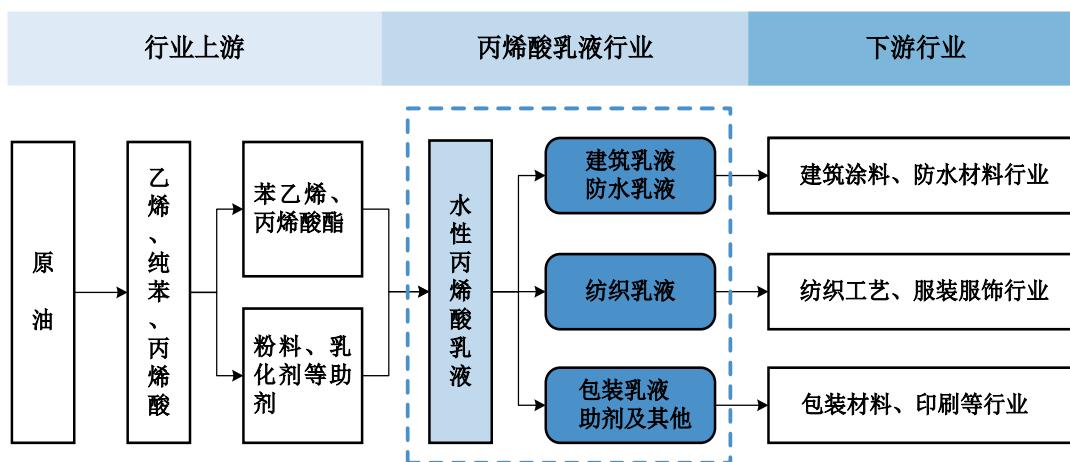 行业上游
丙烯酸乳液行业
下游行业
原油
乙烯、纯苯、丙烯酸
苯乙烯、
丙烯酸酯
粉料、乳
化剂等助
剂
水性丙烯酸乳液
建筑乳液
防水乳液
纺织乳液
包装乳液
助剂及其他
建筑涂料、防水材料行业
纺织工艺、服装服饰行业
包装材料、印刷等行业